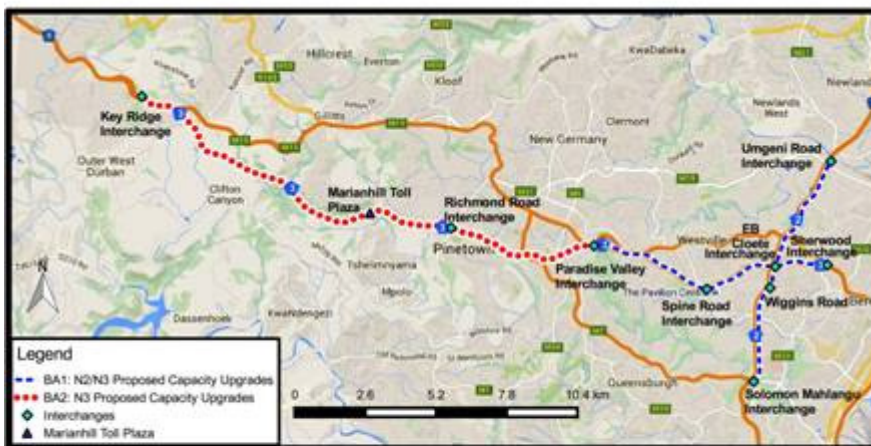 Hillcrest
Everton
Kloof
KwaDabeka
Key Ridge
Interchange
Gillitts
Clermont
New Germany
Newlands
West
Newland
Umgeni Road
Interchange
Outer West
Durban
Clifton
Canyon
Marianhill Toll
Plaza
Richmond Road
Interchange
Pinetown
EB
Cloete
Interchange
Sherwood
Interchange
Westville
Paradise Valley
Interchange
The Pavilion Cent
Spine Road
Interchange
Wiggins Road
Tshelimnyama
Mpolo
KwaNdengezi
Dassenhoek
N
Queensburgh
Solomon Mahlangu
Interchange
Legend
BA1: N2/N3 Proposed Capacity Upgrades
BA2: N3 Proposed Capacity Upgrades
Interchanges
Marianhill Toll Plaza
0 2.6 5.2 7.8 10.4 km